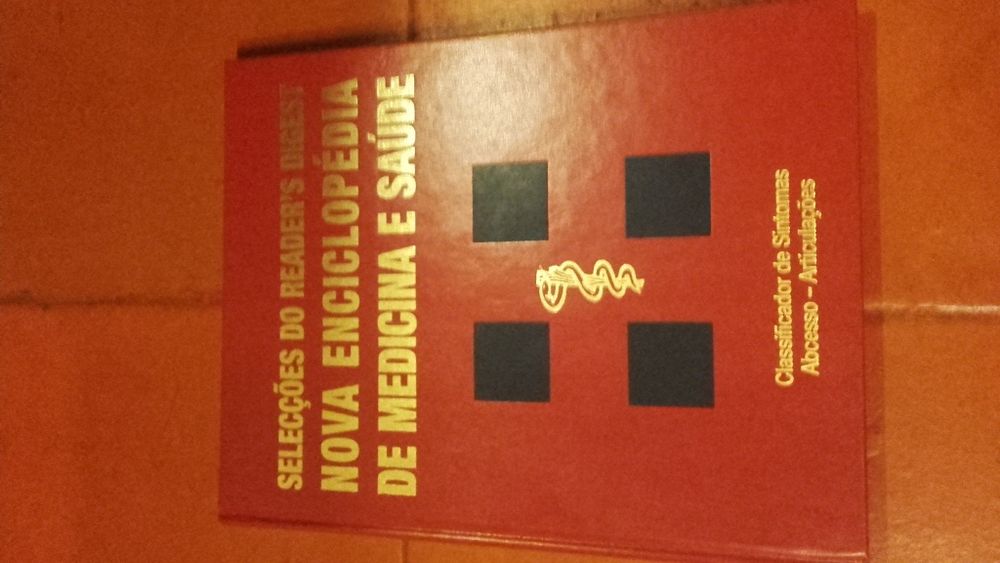 SELECÇÕES DO READER'S DIGEST
NOVA ENCICLOPÉDIA
DE MEDICINA E SAÚDE
Classificador de Sintomas
Abcesso – Articulações